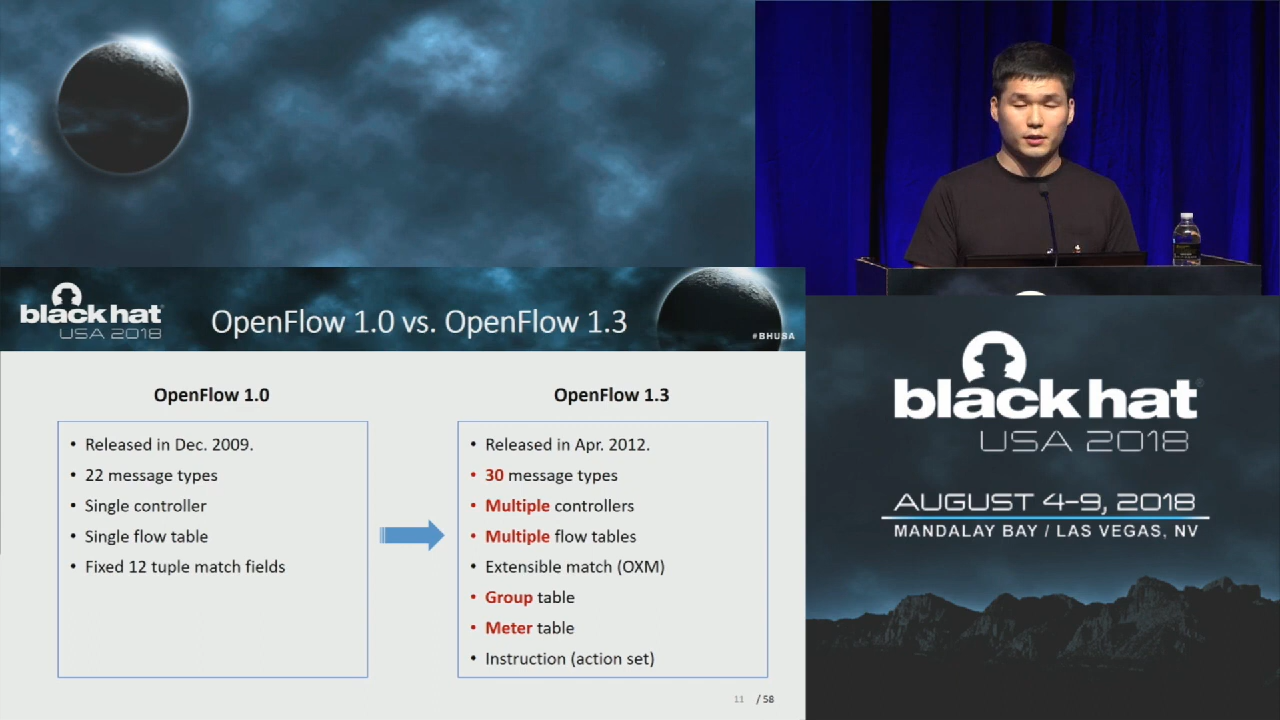 black hat
USA 2018
OpenFlow 1.0 vs. OpenFlow 1.3
#BHUSA
OpenFlow 1.0
• Released in Dec. 2009.
• 22 message types
• Single controller
• Single flow table
• Fixed 12 tuple match fields
OpenFlow 1.3
• Released in Apr. 2012.
• 30 message types
• Multiple controllers
• Multiple flow tables
• Extensible match (OXM)
• Group table
• Meter table
• Instruction (action set)
11 / 58
black hat
USA 2018
AUGUST 4-9, 2018
MANDALAY BAY / LAS VEGAS, NV